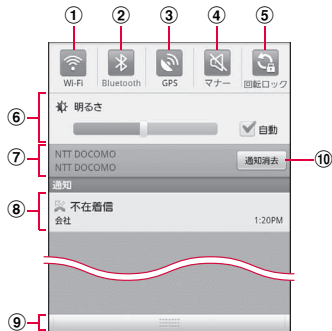 ① ② ③ ④ ⑤
Wi-Fi Bluetooth GPS マナー 回転ロック
⑥ 明るさ
自動
⑦ NTT DOCOMO
NTT DOCOMO 通知消去 ⑩
通知
⑧ 不在着信
会社 1:20PM
⑨